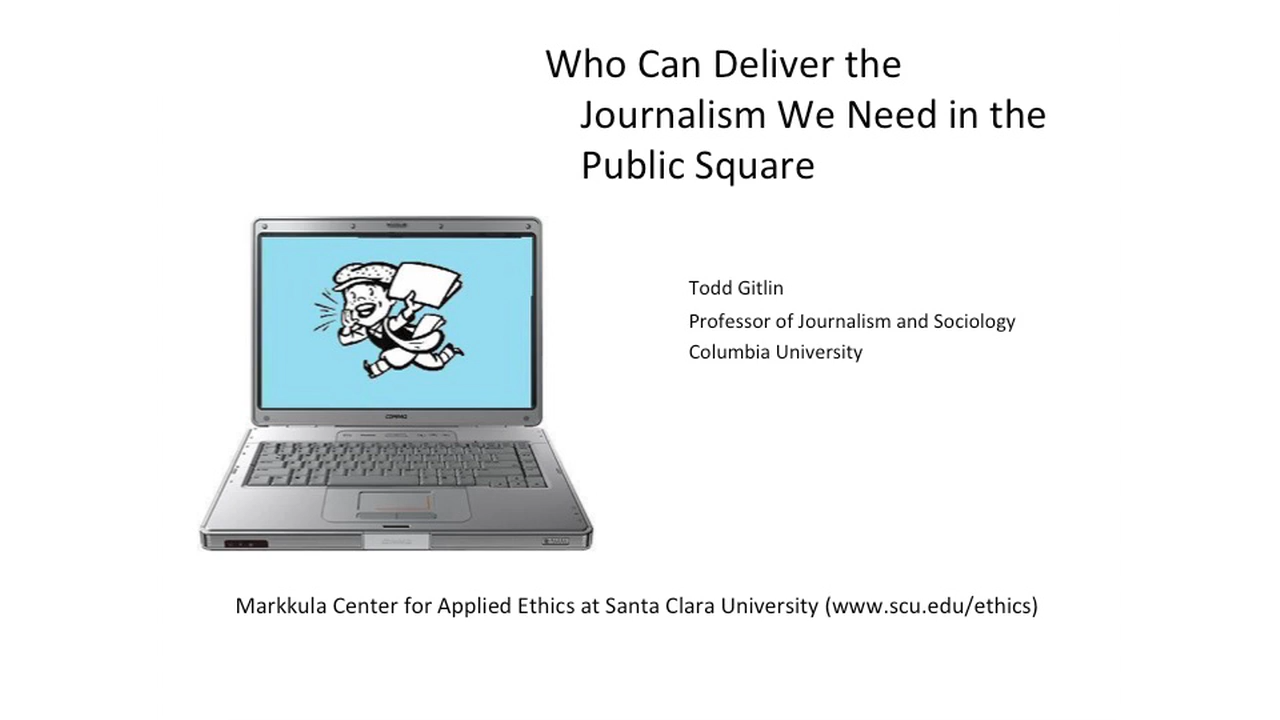 Who Can Deliver the
Journalism We Need in the
Public Square
Todd Gitlin
Professor of Journalism and Sociology
Columbia University
COMPAQ
Markkula Center for Applied Ethics at Santa Clara University (www.scu.edu/ethics)